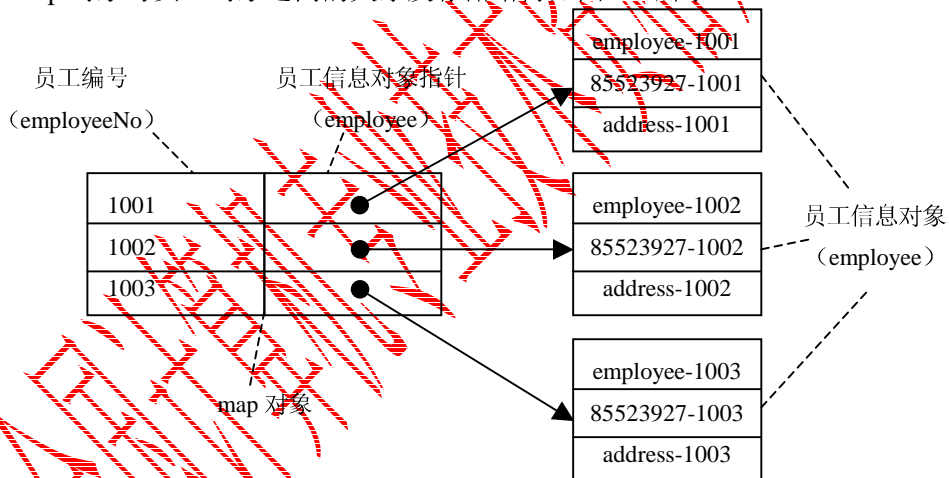 employee-1001
85523927-1001
address-1001
员工编号
(employeeNo)
员工信息对象指针
(employee)
1001
1002
1003
employee-1002
85523927-1002
address-1002
员工信息对象
(employee)
map 对象
employee-1003
85523927-1003
address-1003